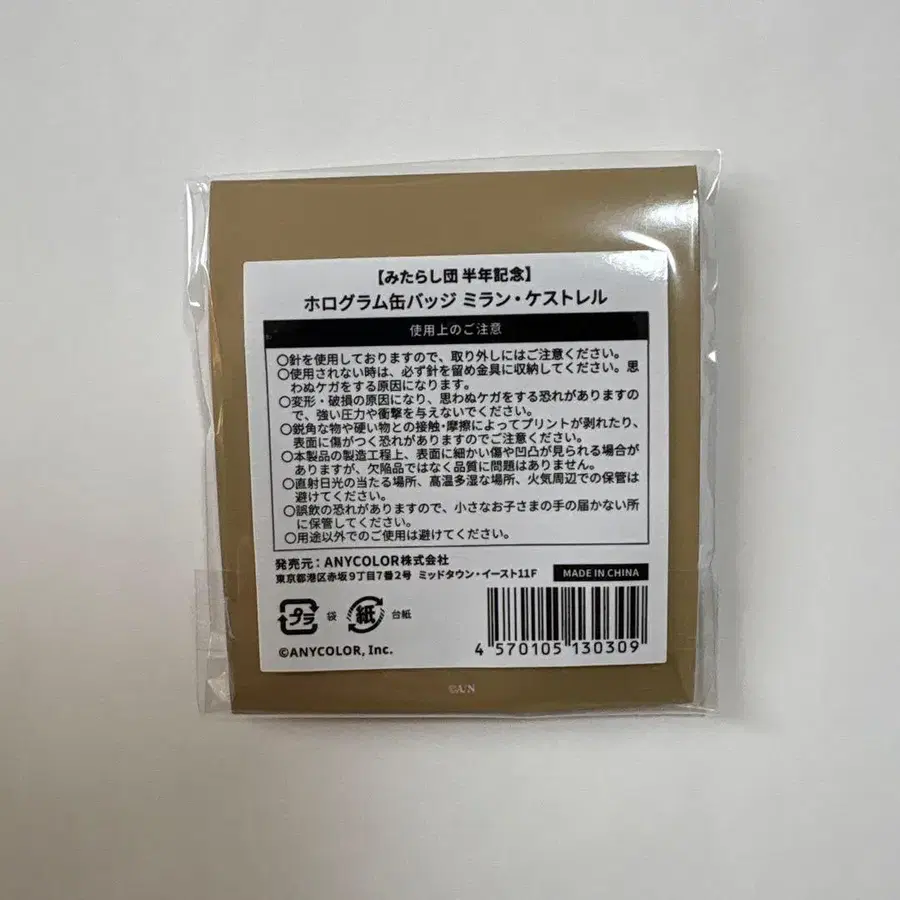 【みたらし団 半年記念】
ホログラム缶バッジ ミラン・ケストレル
使用上のご注意
○針を使用しておりますので、取り外しにはご注意ください。
○使用されない時は、必ず針を留め金具に収納してください。思
わぬケガをする原因になります。
○変形・破損の原因になり、思わぬケガをする恐れがありますの
で、強い圧力や衝撃を与えないでください。
○鋭角な物や硬い物との接触・摩擦によってプリントが剥れたり、
表面に傷がつく恐れがありますのでご注意ください。
○本製品の製造工程上、表面に細かい傷や凹凸が見られる場合が
ありますが、欠陥品ではなく品質に問題はありません。
○直射日光の当たる場所、高温多湿な場所、火気周辺での保管は
避けてください。
○誤飲の恐れがありますので、小さなお子さまの手の届かない所
に保管してください。
○用途以外でのご使用は避けてください。
発売元：ANYCOLOR株式会社
東京都港区赤坂9丁目7番2号 ミッドタウン・イースト11F
MADE IN CHINA
プラ 袋 紙 台紙
©ANYCOLOR, Inc.
4 570105 130309